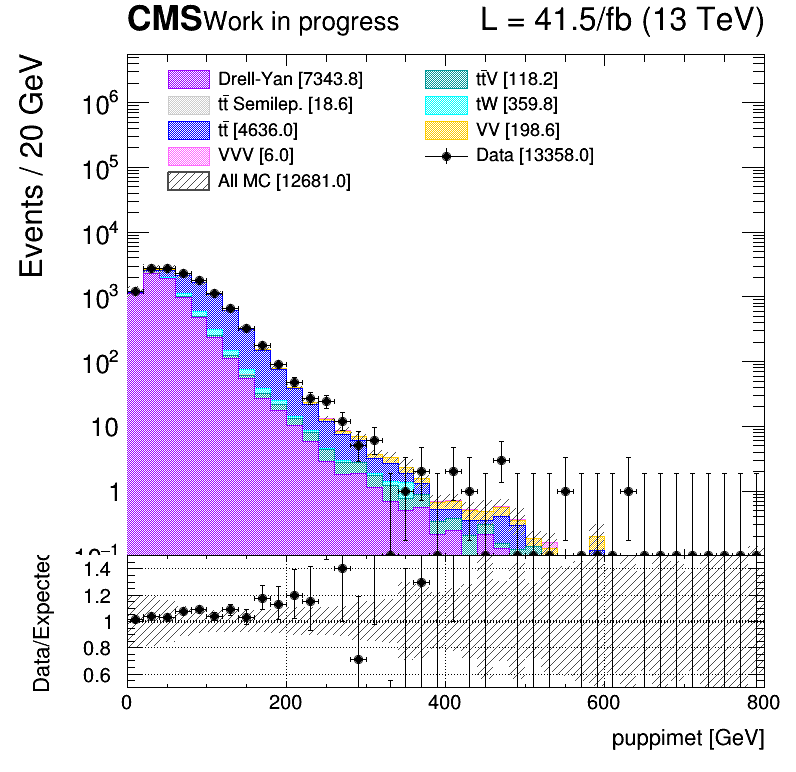 CMS Work in progress L = 41.5/fb (13 TeV)
Events / 20 GeV
Drell-Yan [7343.8]
tt̄ Semilep. [18.6]
tt̄ [4636.0]
VVV [6.0]
All MC [12681.0]
tt̄V [118.2]
tW [359.8]
VV [198.6]
Data [13358.0]
10⁶
10⁵
10⁴
10³
10²
10
1
10⁻¹
Data/Expected
1.4
1.2
1
0.8
0.6
0 200 400 600 800
puppimet [GeV]